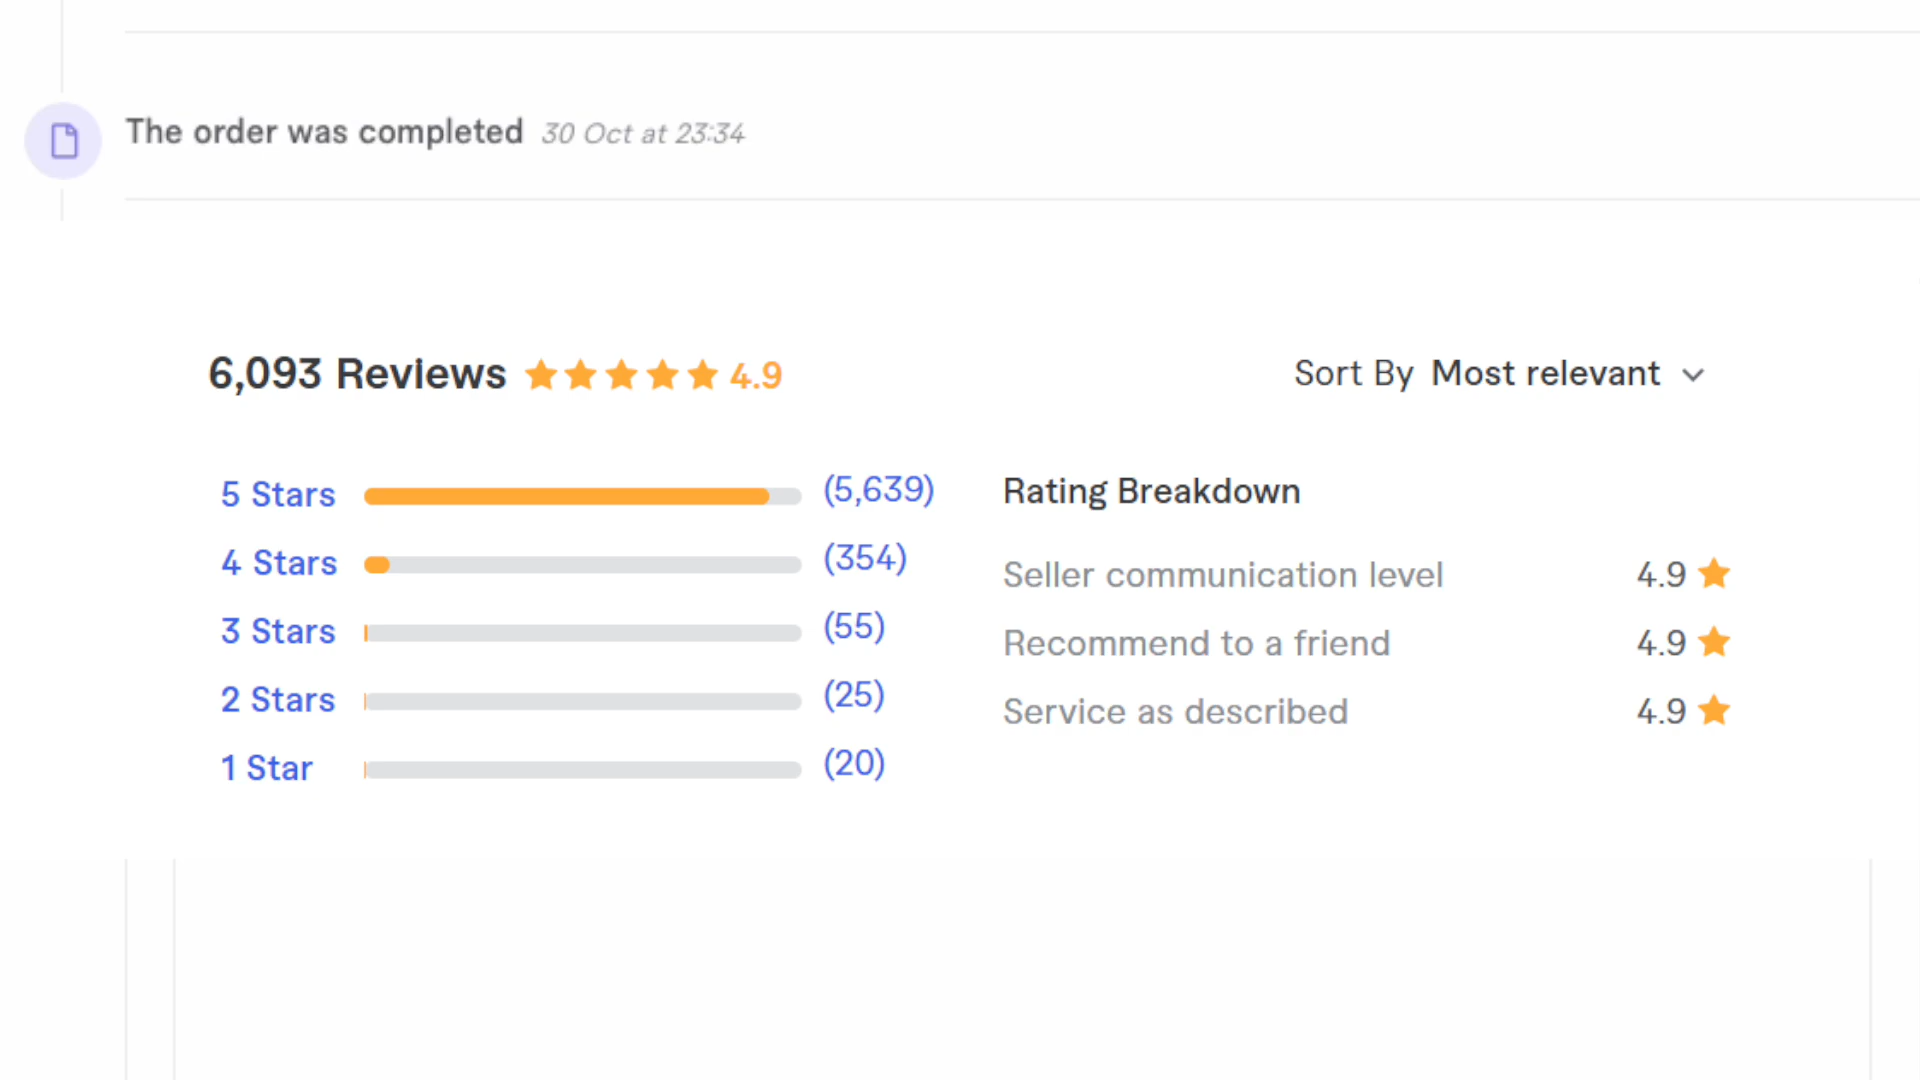 The order was completed 30 Oct at 23:34
6,093 Reviews 4.9
Sort By Most relevant
5 Stars (5,639)
4 Stars (354)
3 Stars (55)
2 Stars (25)
1 Star (20)
Rating Breakdown
Seller communication level 4.9
Recommend to a friend 4.9
Service as described 4.9